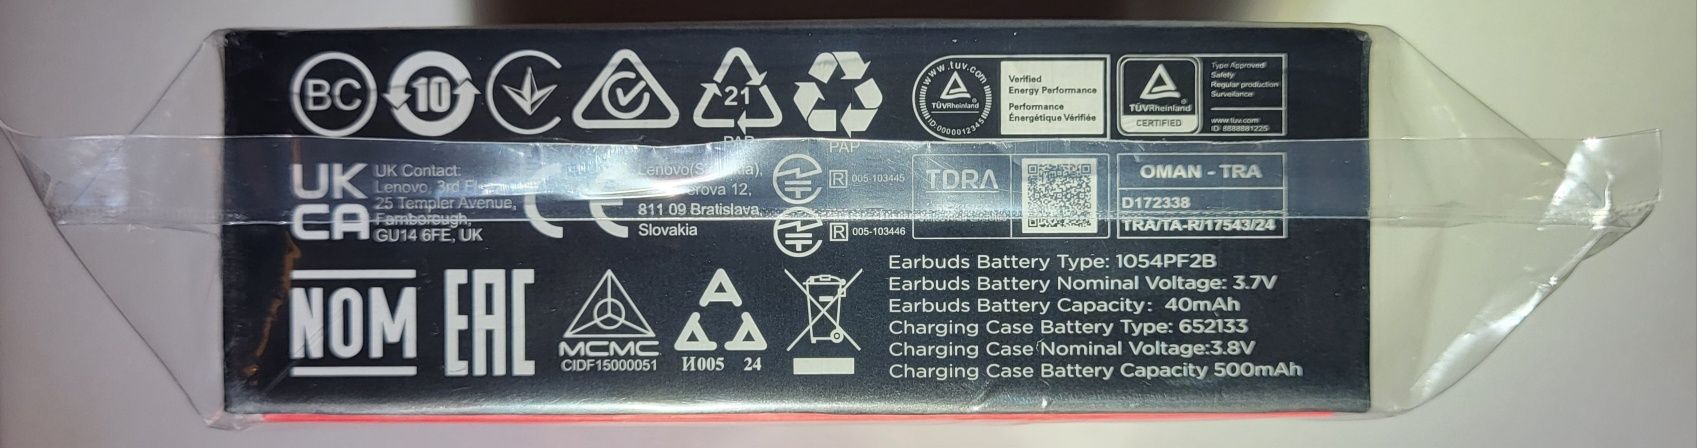 BC
10
21
PAP
PAP
www.tuv.com
TÜVRheinland
ID:0000012345
Verified
Energy Performance
Performance
Énergétique Vérifiée
TÜVRheinland
CERTIFIED
Type Approved
Safety
Regular production
Surveilance
www.tuv.com
ID 8888881225
UK
CA
UK Contact:
Lenovo, 3rd
25 Templer Avenue,
Farnborough,
GU14 6FE, UK
CE
Lenovo
12,
811 09 Bratislava,
Slovakia
R 005-103445
R 005-103446
TDRA
OMAN - TRA
D172338
TRA/TA-R/17543/24
NOM
EAC
MCMC
CIDF15000051
A
И005 24
Earbuds Battery Type: 1054PF2B
Earbuds Battery Nominal Voltage: 3.7V
Earbuds Battery Capacity: 40mAh
Charging Case Battery Type: 652133
Charging Case Nominal Voltage:3.8V
Charging Case Battery Capacity 500mAh